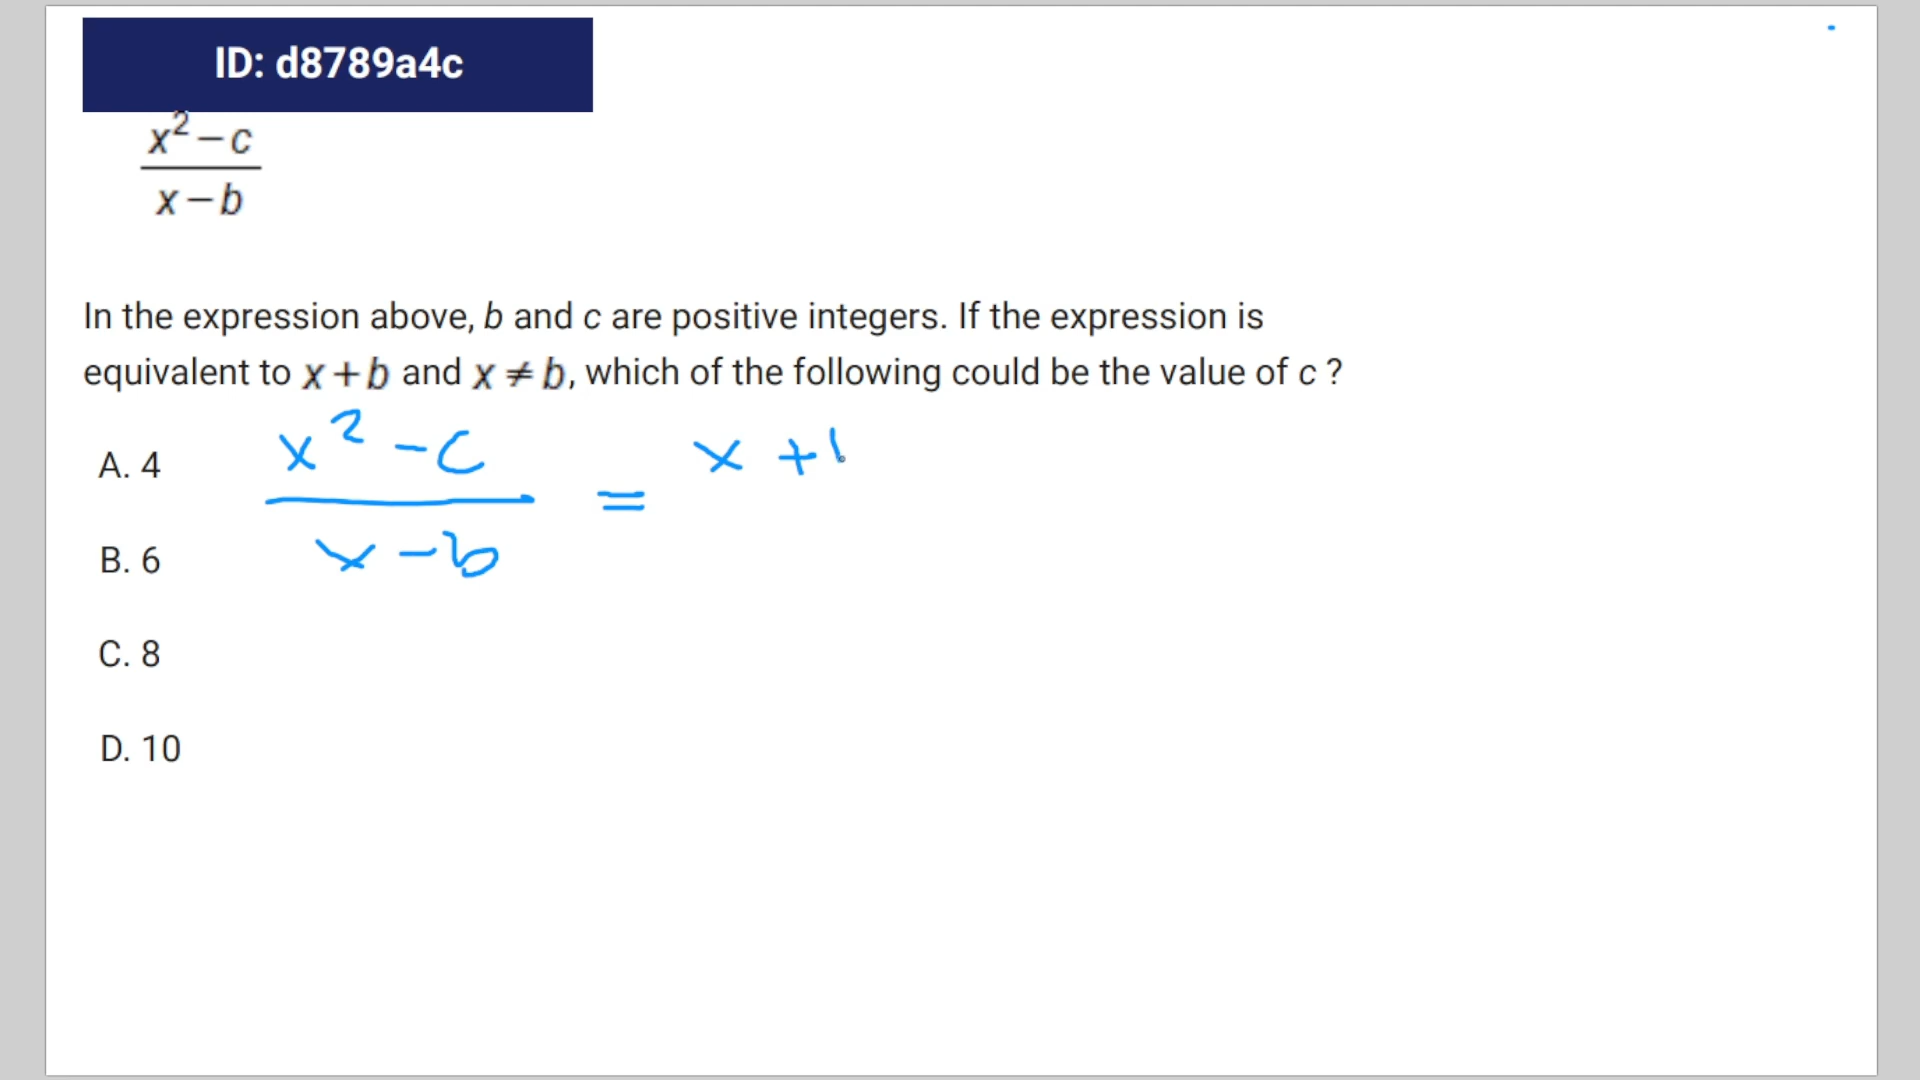 ID: d8789a4c
x² – c
x – b
In the expression above, b and c are positive integers. If the expression is
equivalent to x + b and x ≠ b, which of the following could be the value of c ?
A. 4
x² – c
= x +
x – b
B. 6
C. 8
D. 10